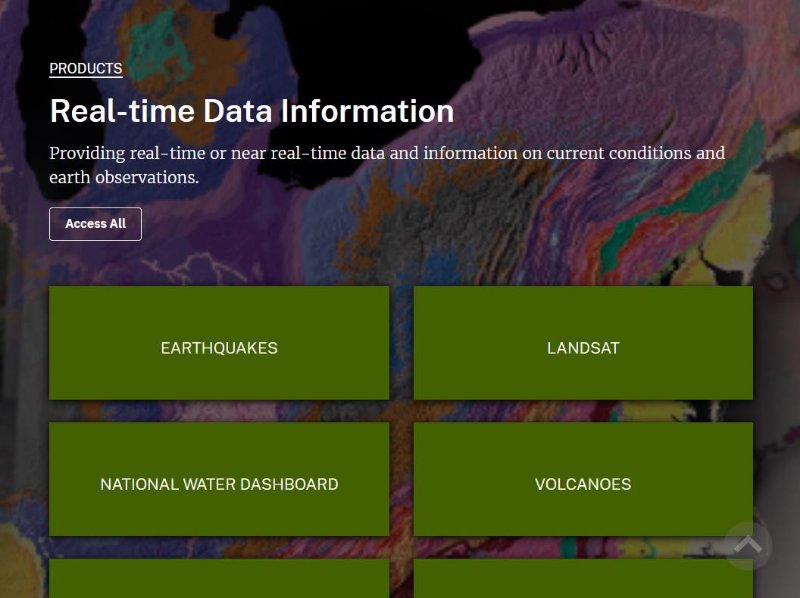 PRODUCTS
Real-time Data Information
Providing real-time or near real-time data and information on current conditions and
earth observations.
Access All
EARTHQUAKES
LANDSAT
NATIONAL WATER DASHBOARD
VOLCANOES